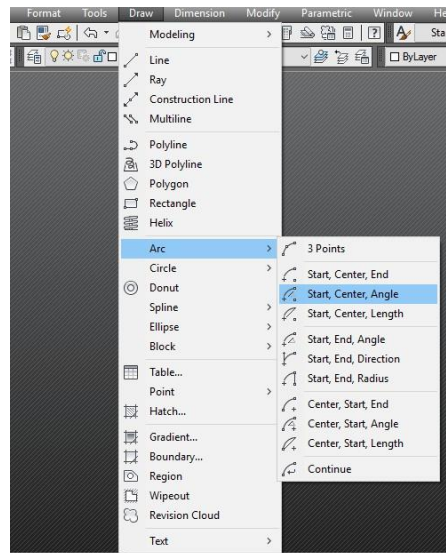 Format Tools Draw Dimension Modify Parametric Window
Sta
ByLayer
Modeling
Line
Ray
Construction Line
Multiline
Polyline
3D Polyline
Polygon
Rectangle
Helix
Arc
Circle
Donut
Spline
Ellipse
Block
Table...
Point
Hatch...
Gradient...
Boundary...
Region
Wipeout
Revision Cloud
Text
3 Points
Start, Center, End
Start, Center, Angle
Start, Center, Length
Start, End, Angle
Start, End, Direction
Start, End, Radius
Center, Start, End
Center, Start, Angle
Center, Start, Length
Continue